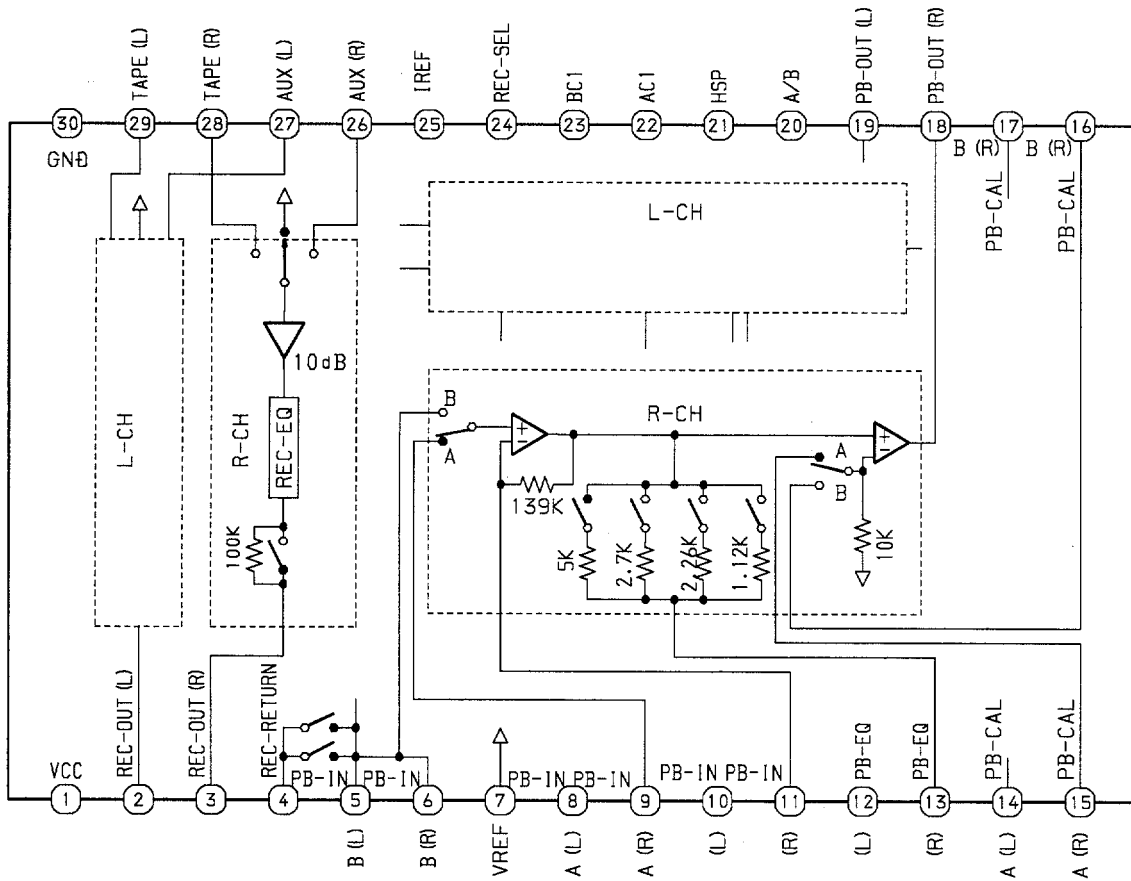 TAPE (L)
TAPE (R)
AUX (L)
AUX (R)
IREF
REC-SEL
BC1
AC1
HSP
A/B
PB-OUT (L)
PB-OUT (R)
30
29
28
27
26
25
24
23
22
21
20
19
18
17
16
GND
B (R)
B (R)
PB-CAL
PB-CAL
L-CH
L-CH
R-CH
10dB
REC-EQ
100K
B
A
R-CH
+
-
139K
5K
2.7K
2.26K
1.12K
A
B
+
-
10K
VCC
REC-OUT (L)
REC-OUT (R)
REC-RETURN
PB-IN
PB-IN
PB-IN
PB-IN
PB-IN
PB-IN
PB-EQ
PB-EQ
PB-CAL
PB-CAL
1
2
3
4
5
6
7
8
9
10
11
12
13
14
15
B (L)
B (R)
VREF
A (L)
A (R)
(L)
(R)
(L)
(R)
A (L)
A (R)